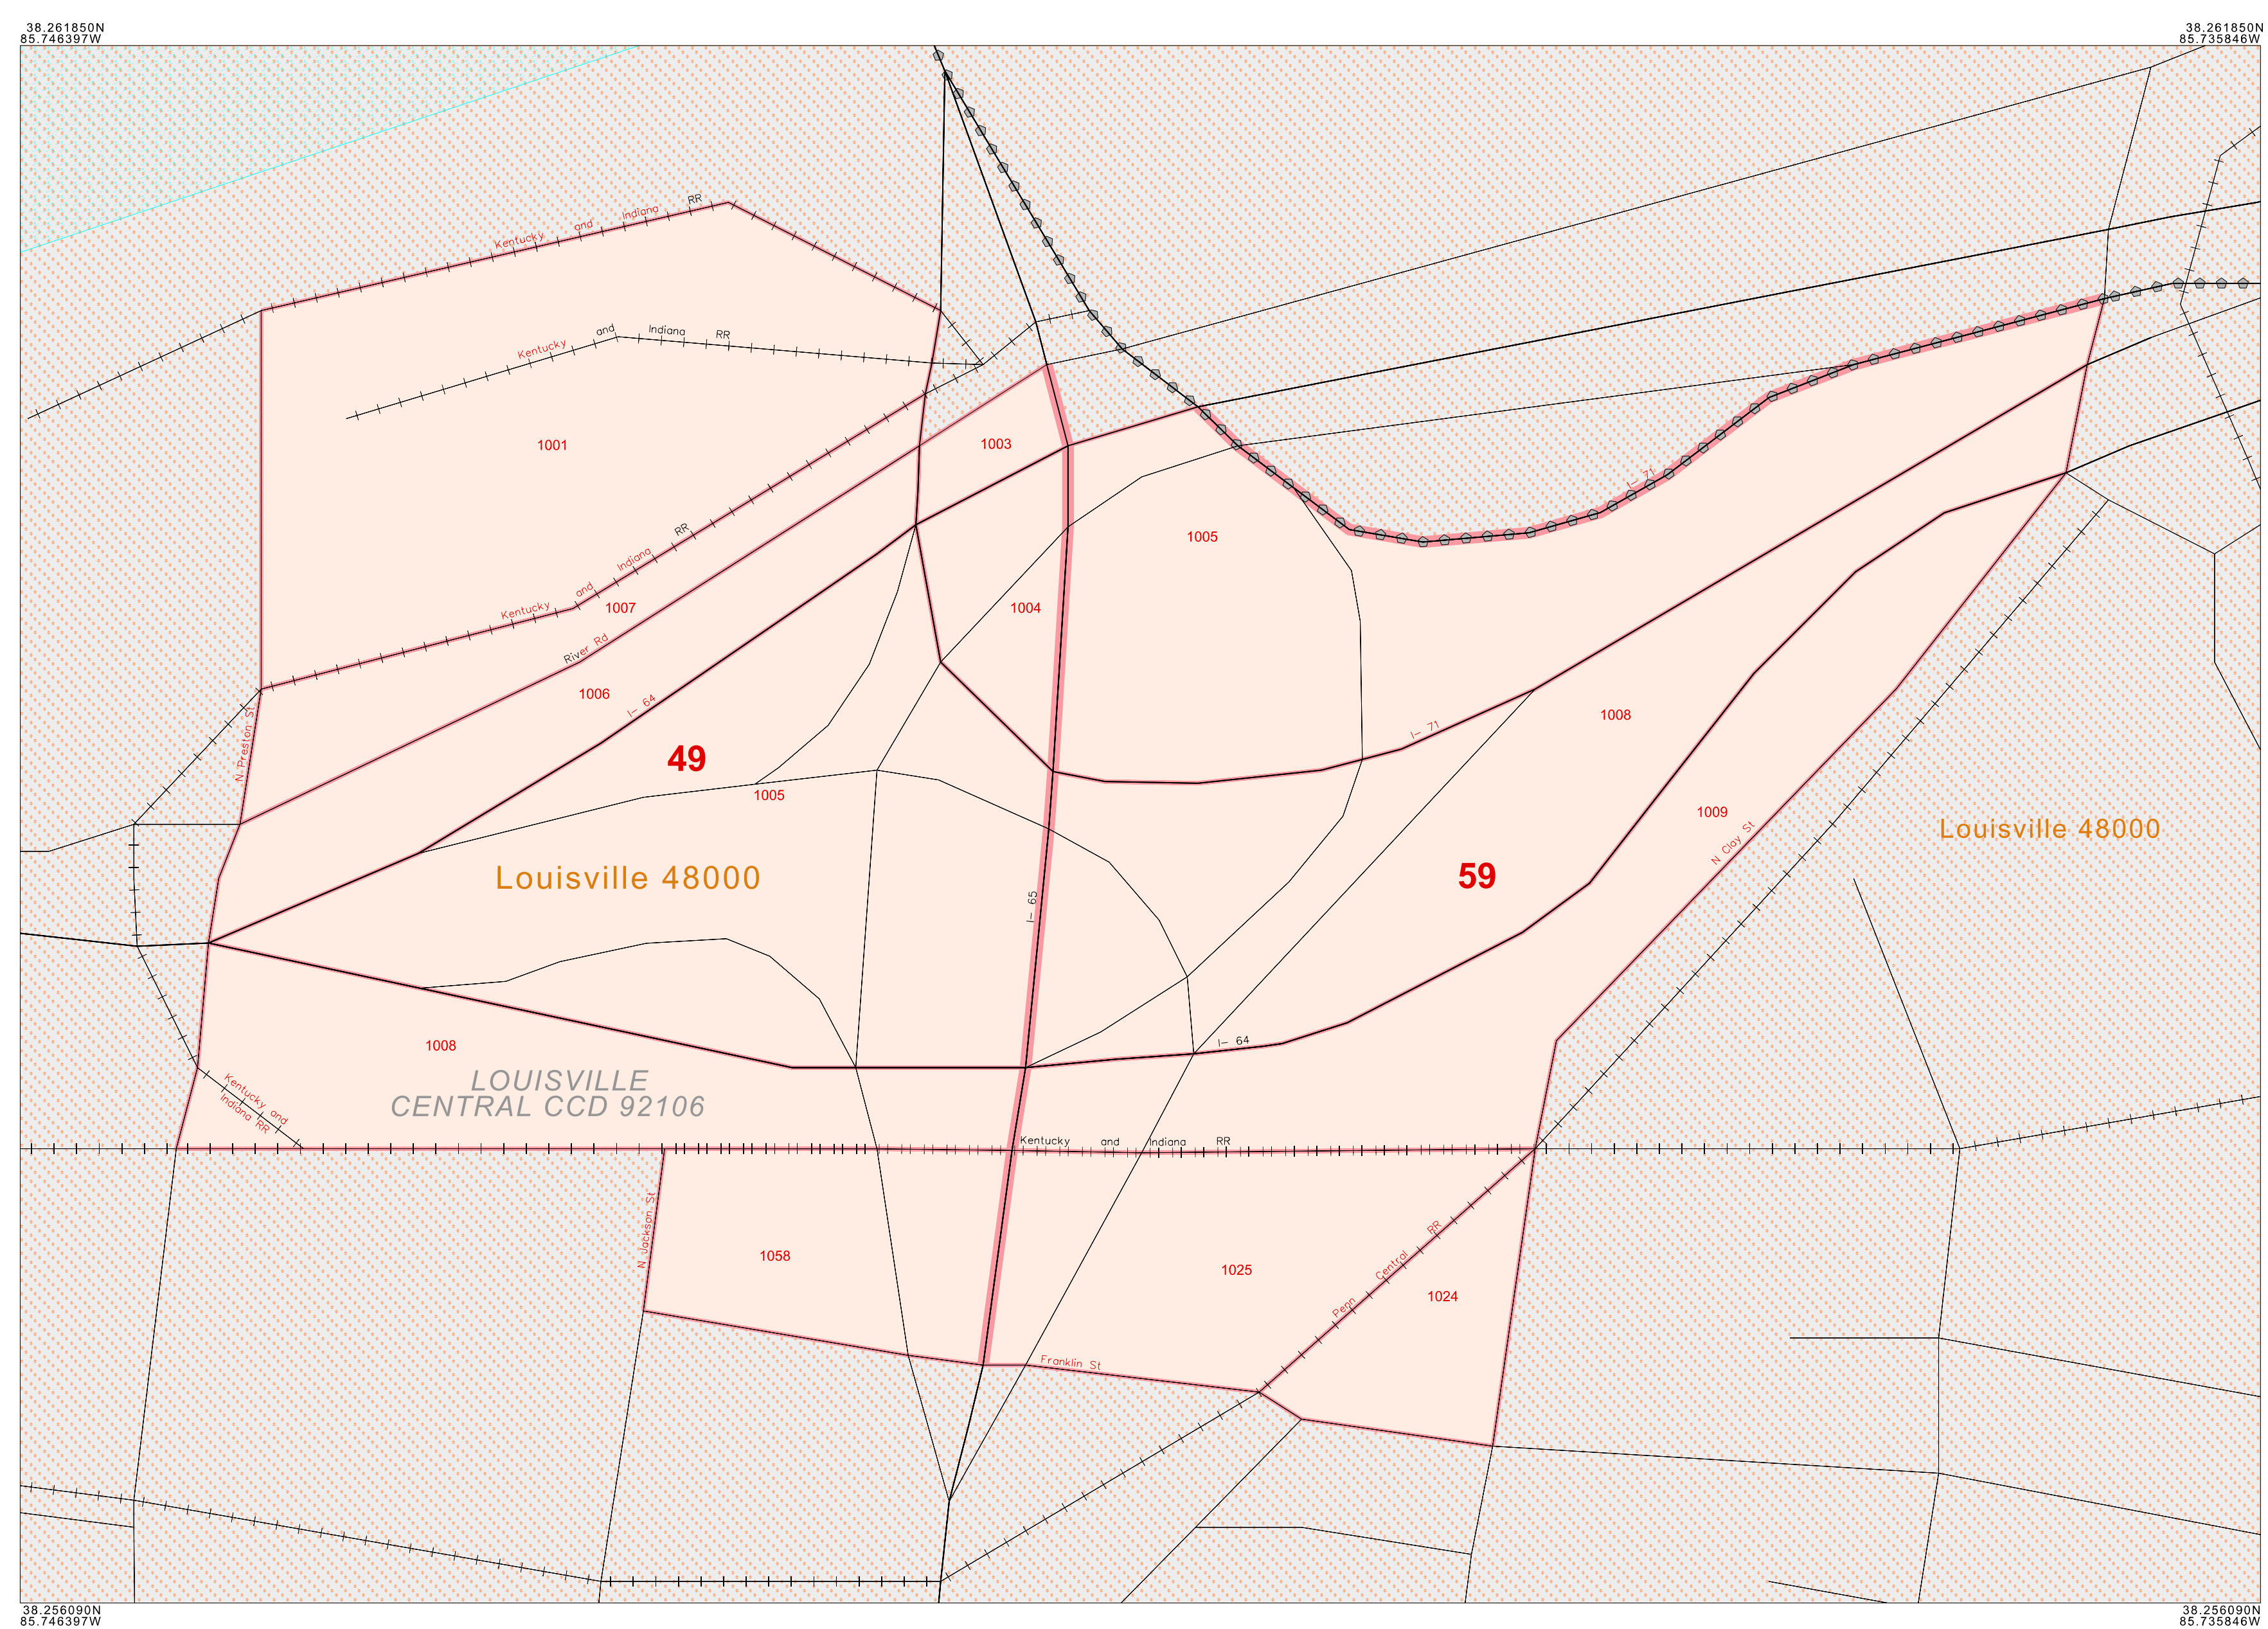 38.261850N
85.746397W
38.261850N
85.735846W
Kentucky and Indiana RR
Kentucky and Indiana RR
1001
1003
I- 71
1005
Kentucky and Indiana RR
1007
1004
River Rd
1006
I- 64
N Preston St
1008
I- 71
49
1005
1009
N Clay St
Louisville 48000
Louisville 48000
59
I- 65
I- 64
1008
LOUISVILLE
CENTRAL CCD 92106
Kentucky and
Indiana RR
Kentucky and Indiana RR
N Jackson St
1058
1025
Penn Central RR
1024
Franklin St
38.256090N
85.746397W
38.256090N
85.735846W